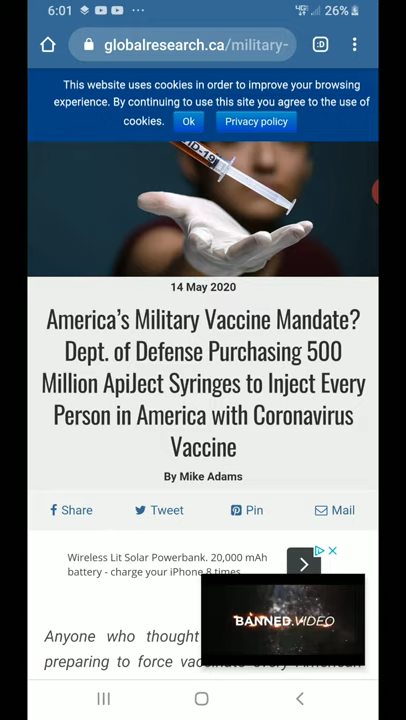 6:01
26%
globalresearch.ca/military-
:D
This website uses cookies in order to improve your browsing
experience. By continuing to use this site you agree to the use of
cookies. Ok Privacy policy
ID-19
14 May 2020
America's Military Vaccine Mandate?
Dept. of Defense Purchasing 500
Million ApiJect Syringes to Inject Every
Person in America with Coronavirus
Vaccine
By Mike Adams
Share Tweet Pin Mail
Wireless Lit Solar Powerbank. 20,000 mAh
battery - charge your iPhone 8 times
BANNED.VIDEO
Anyone who thought
preparing to force